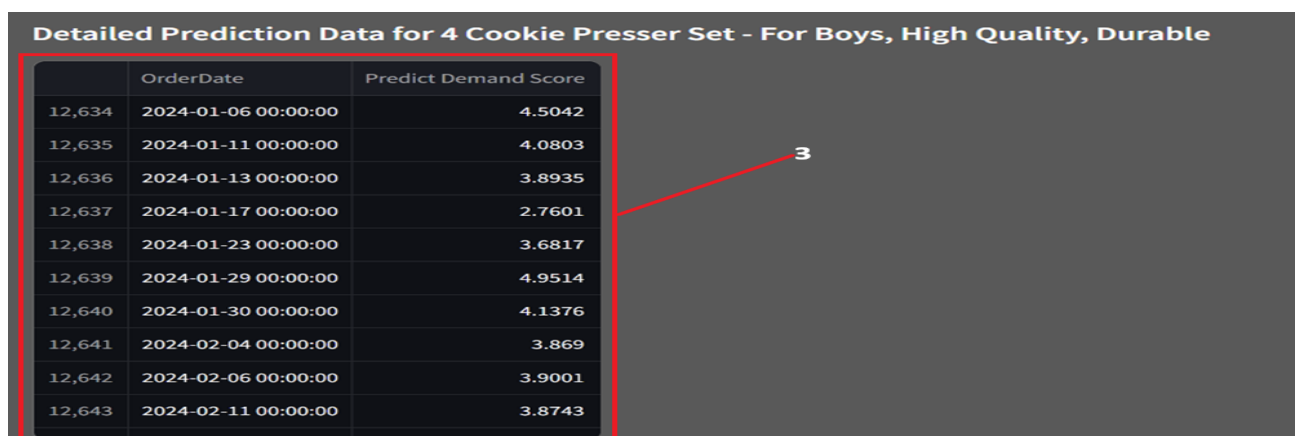 Detailed Prediction Data for 4 Cookie Presser Set - For Boys, High Quality, Durable
OrderDate Predict Demand Score
12,634 2024-01-06 00:00:00 4.5042
12,635 2024-01-11 00:00:00 4.0803
3
12,636 2024-01-13 00:00:00 3.8935
12,637 2024-01-17 00:00:00 2.7601
12,638 2024-01-23 00:00:00 3.6817
12,639 2024-01-29 00:00:00 4.9514
12,640 2024-01-30 00:00:00 4.1376
12,641 2024-02-04 00:00:00 3.869
12,642 2024-02-06 00:00:00 3.9001
12,643 2024-02-11 00:00:00 3.8743